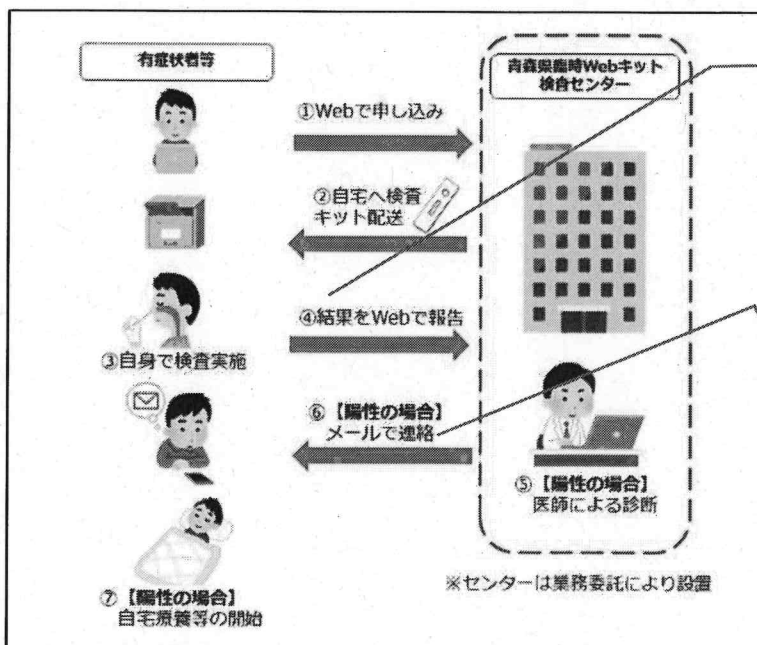 有症状者等
青森県臨時Webキット
検査センター
①Webで申し込み
②自宅へ検査
キット配送
③自身で検査実施
④結果をWebで報告
⑤【陽性の場合】
医師による診断
⑥【陽性の場合】
メールで連絡
⑦【陽性の場合】
自宅療養等の開始
※センターは業務委託により設置